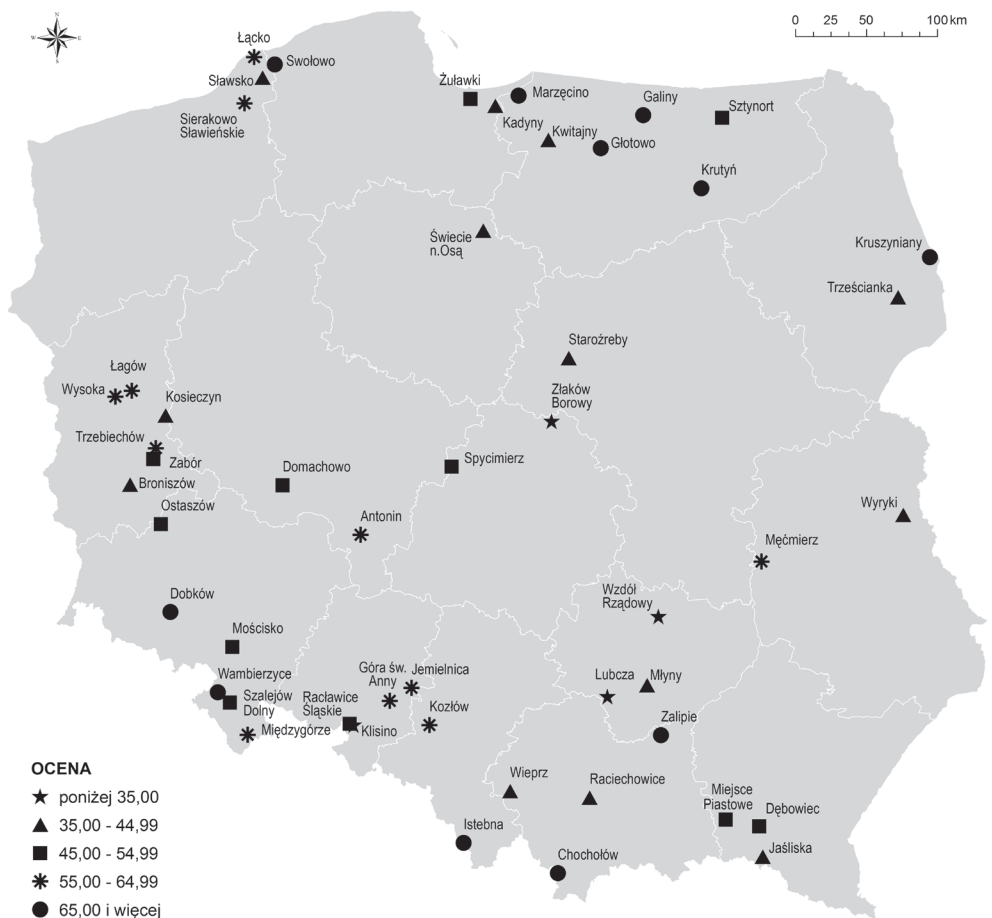 N
W E
S
0 25 50 100 km
Łącko
Swołowo
Sławsko
Sierakowo
Sławieńskie
Żuławki
Marzęcino
Kadyny
Kwitajny
Głotowo
Galiny
Sztynort
Krutyń
Świecie
n.Osą
Kruszyniany
Trześcianka
Staroźreby
Złaków
Borowy
Łagów
Wysoka
Kosieczyn
Trzebiechów
Zabór
Broniszów
Ostaszów
Domachowo
Spycimierz
Antonin
Wyryki
Męćmierz
Dobków
Mościsko
Wzdół
Rządowy
Wambierzyce
Szalejów
Dolny
Międzygórze
Góra św.
Anny
Jemielnica
Racławice
Śląskie
Klisino
Kozłów
Lubcza
Młyny
Zalipie
Wieprz
Raciechowice
Miejsce
Piastowe
Dębowiec
Jaśliska
Istebna
Chochołów
OCENA
poniżej 35,00
35,00 - 44,99
45,00 - 54,99
55,00 - 64,99
65,00 i więcej